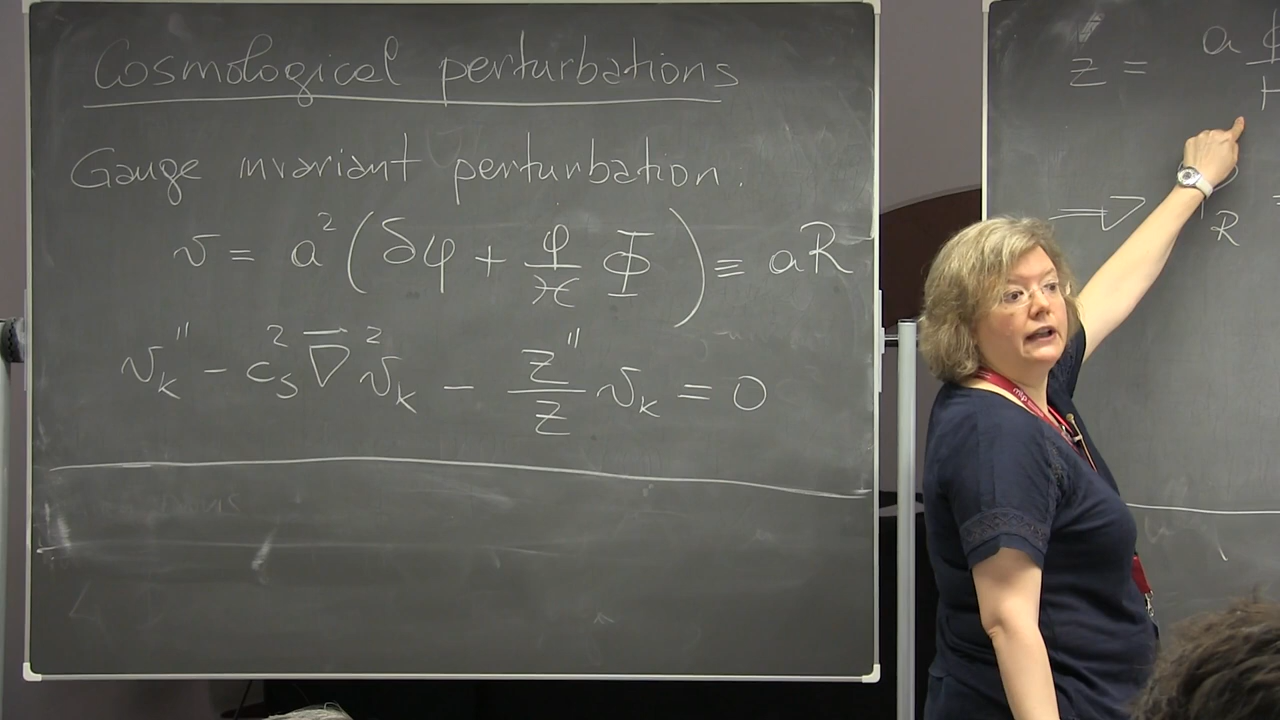 Cosmological perturbations
Gauge invariant perturbation.
v = a² ( δφ + φ/ℋ Φ ) ≡ aR
v_k'' - c_s² ∇² v_k - z''/z v_k = 0
z = a
H
⇒ R